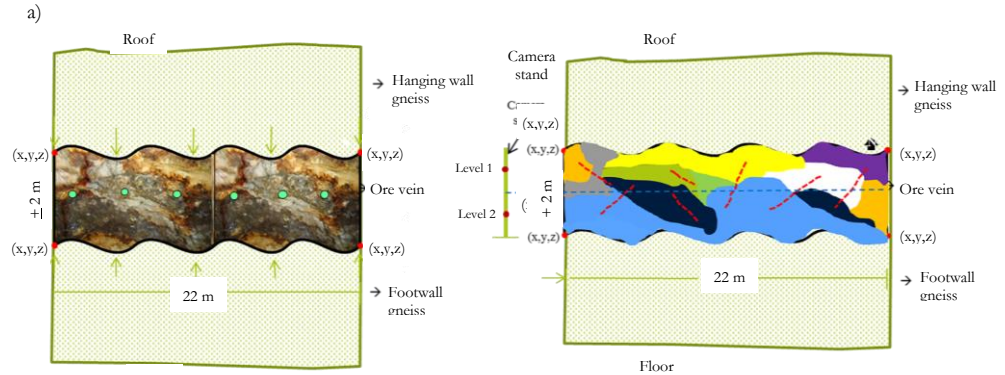 a)
Roof
Hanging wall
gneiss
(x,y,z)
(x,y,z)
Ore vein
± 2 m
(x,y,z)
(x,y,z)
22 m
Footwall
gneiss
Roof
Camera
stand
Hanging wall
gneiss
(x,y,z)
(x,y,z)
(x,y,z)
Level 1
Ore vein
± 2 m
Level 2
(x,y,z)
(x,y,z)
22 m
Footwall
gneiss
Floor